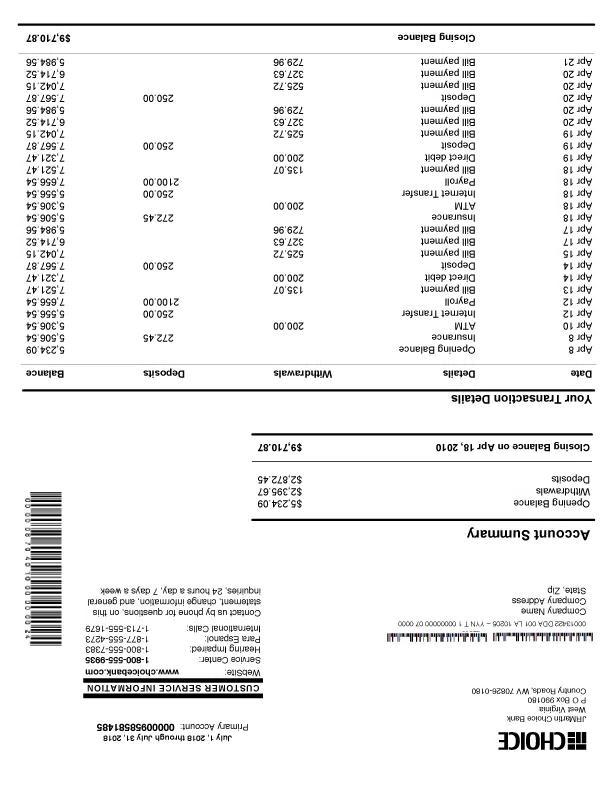 CHOICE
JRMartin Choice Bank
West Virginia
P O Box 990180
Country Roads, WV 70826-0180
July 1, 2018 through July 31, 2018
Primary Account: 00000958581485
CUSTOMER SERVICE INFORMATION
WebSite: www.choicebank.com
Service Center: 1-800-555-9935
Hearing Impaired: 1-800-555-7383
Para Espanol: 1-877-555-4273
International Calls: 1-713-555-1679
Contact us by phone for questions, on this
statement, change information, and general
inquiries, 24 hours a day, 7 days a week
00013422 DDA 001 LA 10205 – YYN T 1 000000000 07 0000
Company Name
Company Address
State, Zip
Account Summary
Opening Balance $5,234.09
Withdrawals $2,395.67
Deposits $2,872.45
Closing Balance on Apr 18, 2010 $9,710.87
Your Transaction Details
Date Details Withdrawals Deposits Balance
Apr 8 Opening Balance 5,234.09
Apr 8 Insurance 272.45 5,506.54
Apr 10 ATM 200.00 5,306.54
Apr 12 Internet Transfer 250.00 5,556.54
Apr 12 Payroll 2100.00 7,656.54
Apr 13 Bill payment 135.07 7,521.47
Apr 14 Direct debit 200.00 7,321.47
Apr 14 Deposit 250.00 7.567.87
Apr 15 Bill payment 525.72 7,042.15
Apr 17 Bill payment 327.63 6,714.52
Apr 17 Bill payment 729.96 5,984.56
Apr 18 Insurance 272.45 5,506.54
Apr 18 ATM 200.00 5,306.54
Apr 18 Internet Transfer 250.00 5,556.54
Apr 18 Payroll 2100.00 7,656.54
Apr 18 Bill payment 135.07 7,521.47
Apr 19 Direct debit 200.00 7,321.47
Apr 19 Deposit 250.00 7.567.87
Apr 19 Bill payment 525.72 7,042.15
Apr 20 Bill payment 327.63 6,714.52
Apr 20 Bill payment 729.96 5,984.56
Apr 20 Deposit 250.00 7.567.87
Apr 20 Bill payment 525.72 7,042.15
Apr 20 Bill payment 327.63 6,714.52
Apr 21 Bill payment 729.96 5,984.56
Closing Balance $9,710.87